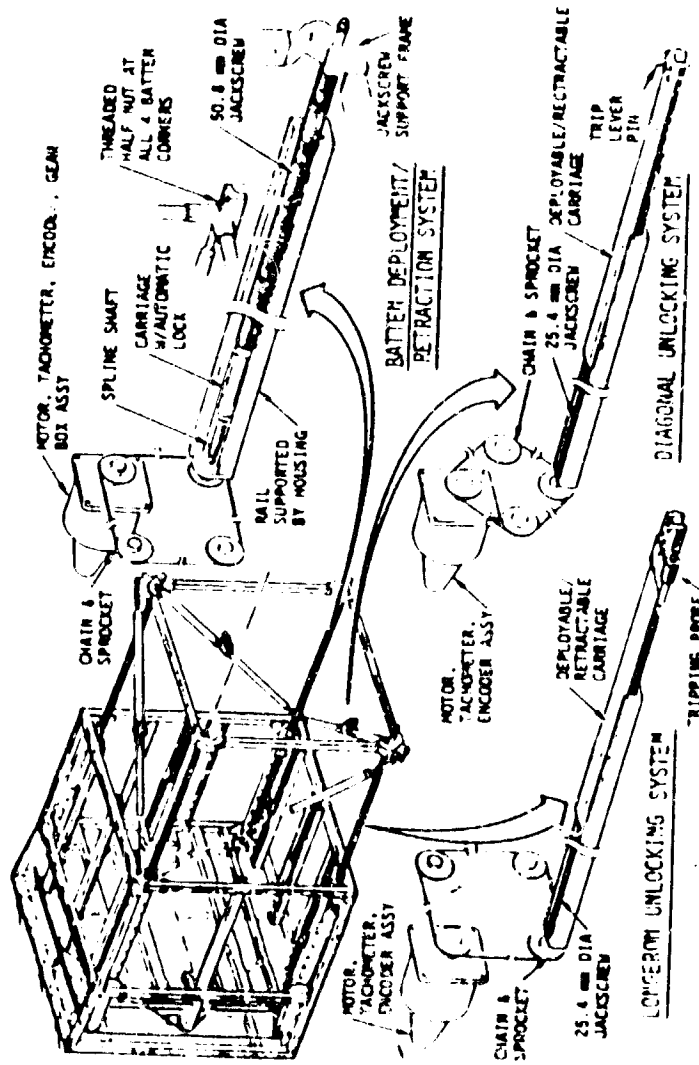 MOTOR, TACHOMETER, ENCODER, GEAR
BOX ASSY
CHAIN &
SPROCKET
SPLINE SHAFT
CARRIAGE
W/AUTOMATIC
LOCK
THREADED
HALF NUT AT
ALL 4 BATTEN
CORNERS
50.8 mm DIA
JACKSCREW
RAIL
SUPPORTED
BY HOUSING
JACKSCREW
SUPPORT FRAME
BATTEN DEPLOYMENT/
RETRACTION SYSTEM
MOTOR,
TACHOMETER,
ENCODER ASSY
CHAIN & SPROCKET
25.4 mm DIA
JACKSCREW
DEPLOYABLE/RECTRACTABLE
CARRIAGE
TRIP
LEVER
PIN
DIAGONAL UNLOCKING SYSTEM
MOTOR,
TACHOMETER,
ENCODER ASSY
CHAIN &
SPROCKET
25.4 mm DIA
JACKSCREW
DEPLOYABLE/
RETRACTABLE
CARRIAGE
TRIPPING PROBE
LONGERON UNLOCKING SYSTEM